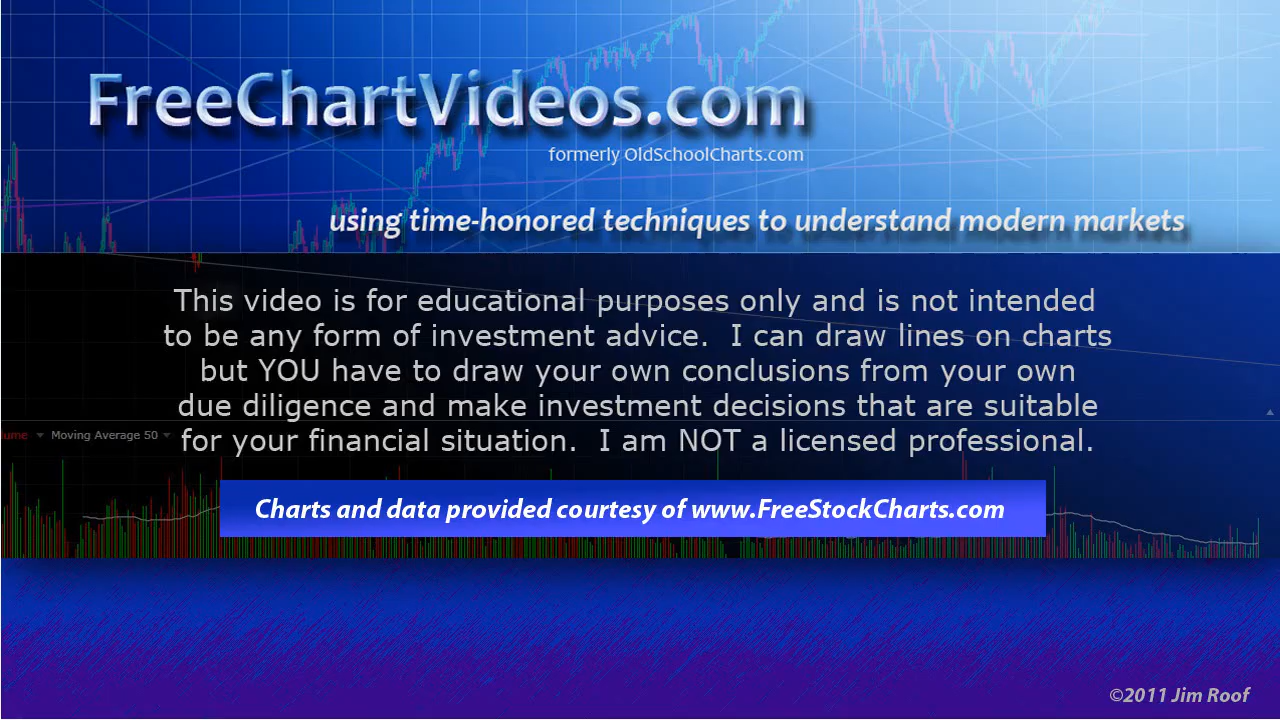 FreeChartVideos.com
formerly OldSchoolCharts.com
using time-honored techniques to understand modern markets
This video is for educational purposes only and is not intended
to be any form of investment advice.  I can draw lines on charts
but YOU have to draw your own conclusions from your own
due diligence and make investment decisions that are suitable
Moving Average 50
for your financial situation.  I am NOT a licensed professional.
Charts and data provided courtesy of www.FreeStockCharts.com
©2011 Jim Roof